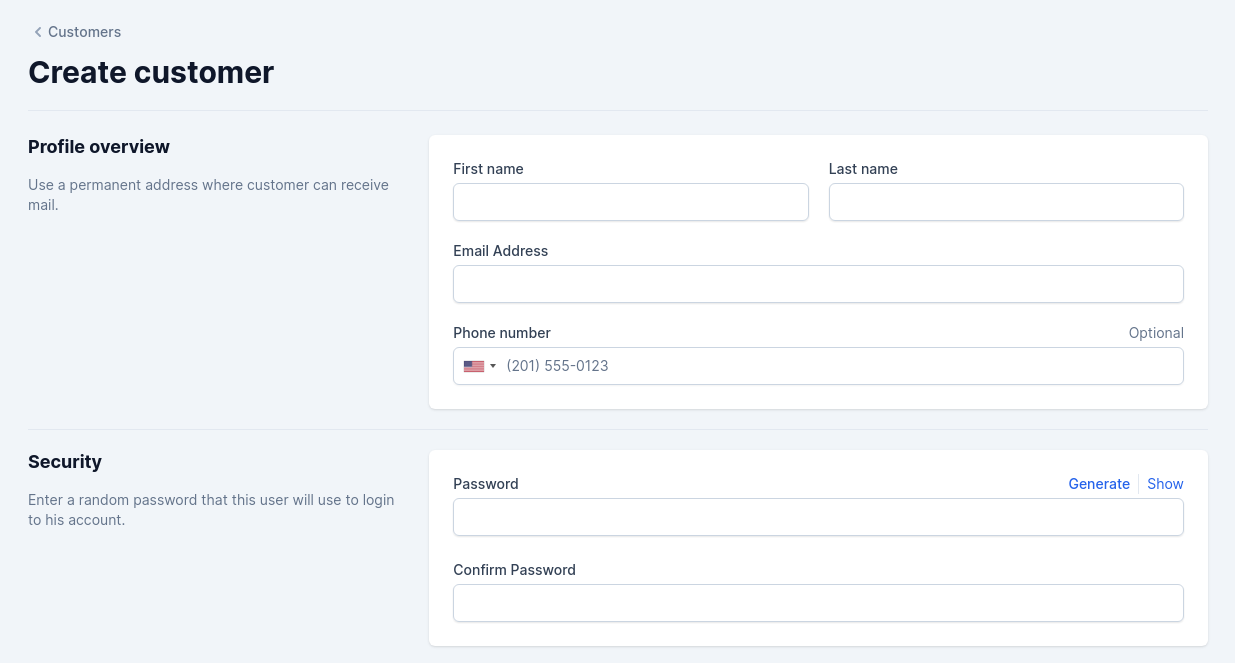 Customers
Create customer
Profile overview
Use a permanent address where customer can receive
mail.
First name
Last name
Email Address
Phone number
Optional
(201) 555-0123
Security
Enter a random password that this user will use to login
to his account.
Password
Generate
Show
Confirm Password